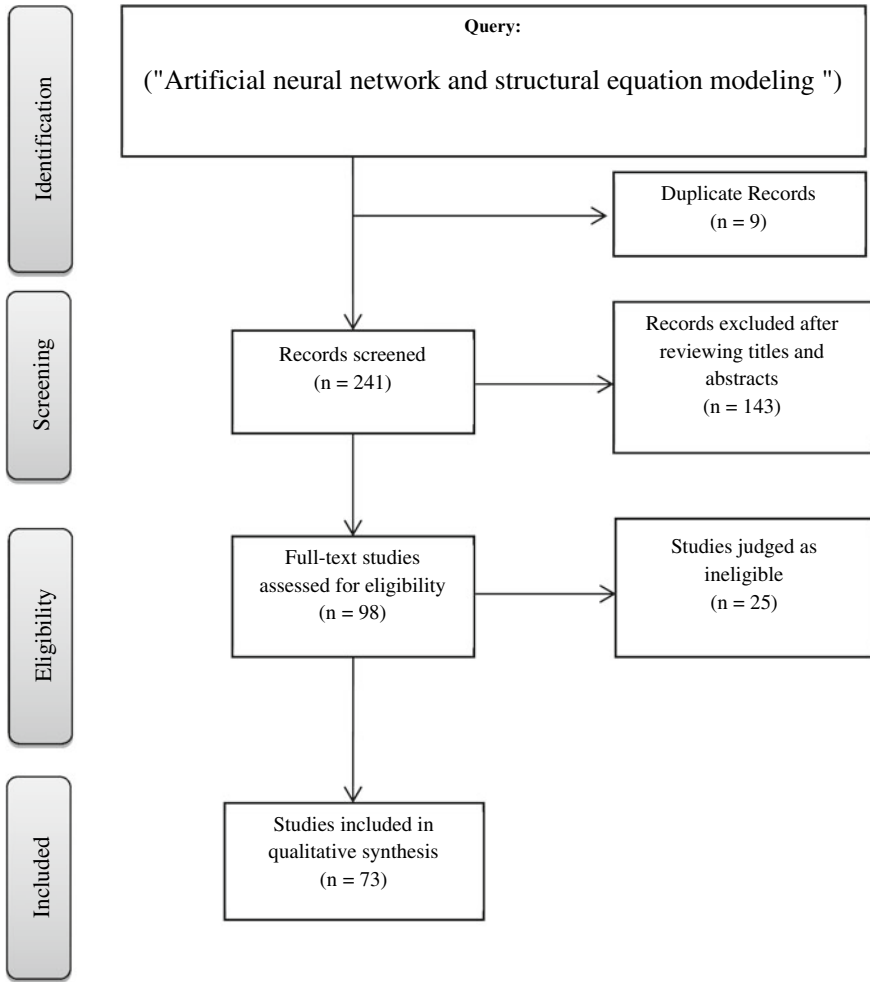 Identification
Query:
("Artificial neural network and structural equation modeling ")
Duplicate Records
(n = 9)
Screening
Records screened
(n = 241)
Records excluded after
reviewing titles and
abstracts
(n = 143)
Eligibility
Full-text studies
assessed for eligibility
(n = 98)
Studies judged as
ineligible
(n = 25)
Included
Studies included in
qualitative synthesis
(n = 73)